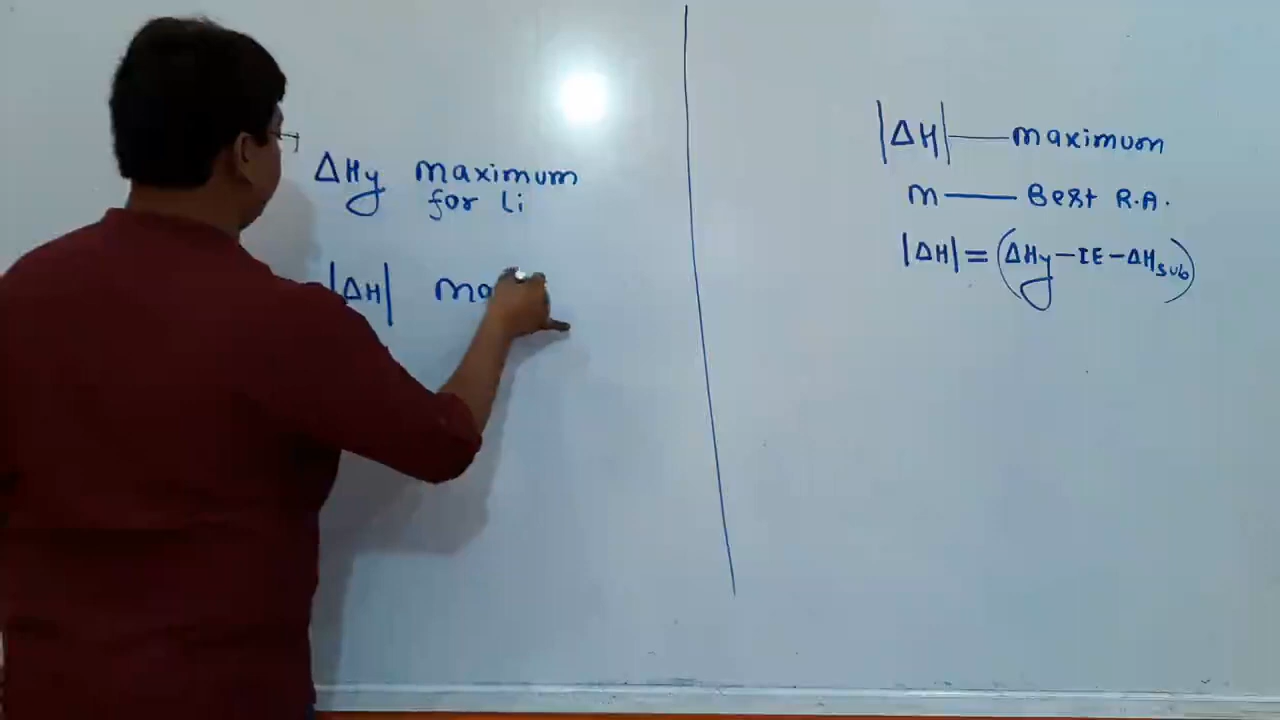 ΔHy maximum
for Li
|ΔH|
|ΔH| — maximum
m — Best R.A.
|ΔH| = (ΔHy - IE - ΔHsub)